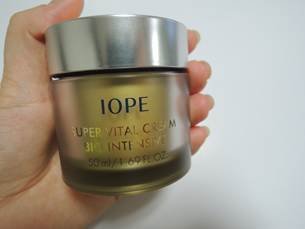 IOPE
SUPER VITAL CREAM
BIO INTENSIVE
50 ml / 1.69 FL.OZ.